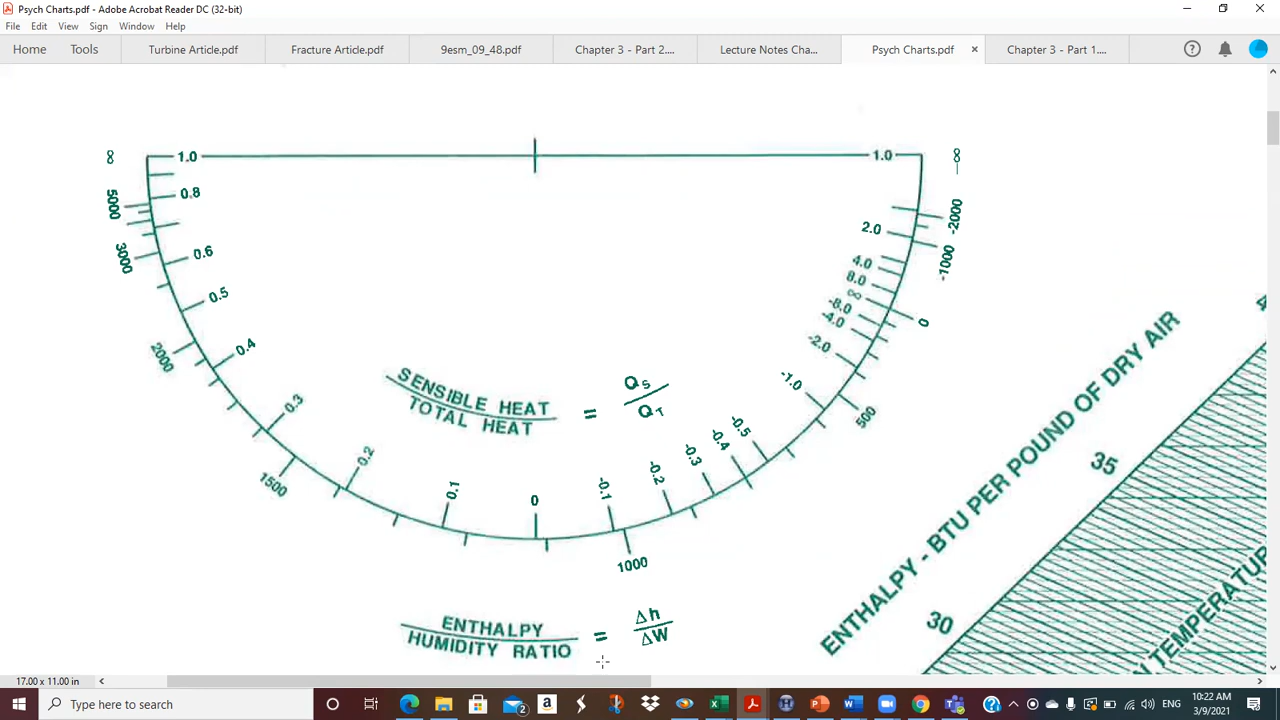 Psych Charts.pdf - Adobe Acrobat Reader DC (32-bit)
File Edit View Sign Window Help
Home Tools Turbine Article.pdf Fracture Article.pdf 9esm_09_48.pdf Chapter 3 - Part 2.... Lecture Notes Cha... Psych Charts.pdf × Chapter 3 - Part 1....
∞ 1.0 1.0 ∞
5000 0.8 -2000
3000 0.6 2.0 -1000
0.5 4.0
8.0
∞
-8.0 0
-4.0
2000 0.4 -2.0
0.3 -1.0 500
SENSIBLE HEAT
TOTAL HEAT
= Qs
QT
1500 0.2 0.1 0 -0.1 -0.2 -0.3 -0.4 -0.5
1000
ENTHALPY
HUMIDITY RATIO
= Δh
ΔW
ENTHALPY - BTU PER POUND OF DRY AIR
30 35
TEMPERATU
17.00 x 11.00 in
Type here to search
2
ENG
10:22 AM
3/9/2021